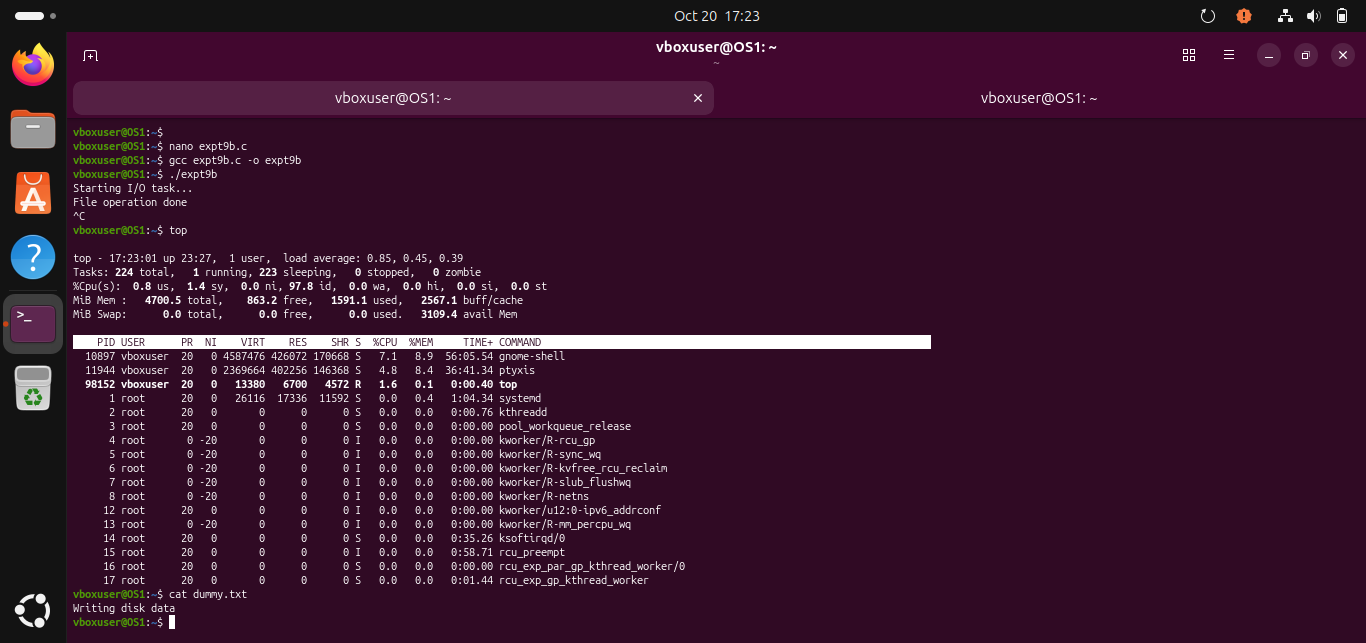 Oct 20 17:23
vboxuser@OS1: ~
~
vboxuser@OS1: ~
vboxuser@OS1: ~
vboxuser@OS1:~$
vboxuser@OS1:~$ nano expt9b.c
vboxuser@OS1:~$ gcc expt9b.c -o expt9b
vboxuser@OS1:~$ ./expt9b
Starting I/O task...
File operation done
^C
vboxuser@OS1:~$ top
top - 17:23:01 up 23:27,  1 user,  load average: 0.85, 0.45, 0.39
Tasks: 224 total,   1 running, 223 sleeping,   0 stopped,   0 zombie
%Cpu(s):  0.8 us,  1.4 sy,  0.0 ni, 97.8 id,  0.0 wa,  0.0 hi,  0.0 si,  0.0 st
MiB Mem :   4700.5 total,    863.2 free,   1591.1 used,   2567.1 buff/cache
MiB Swap:      0.0 total,      0.0 free,      0.0 used.   3109.4 avail Mem
PID USER      PR  NI    VIRT    RES    SHR S  %CPU  %MEM     TIME+ COMMAND
10897 vboxuser  20   0 4587476 426072 170668 S   7.1   8.9  56:05.54 gnome-shell
11944 vboxuser  20   0 2369664 402256 146368 S   4.8   8.4  36:41.34 ptyxis
98152 vboxuser  20   0   13380   6700   4572 R   1.6   0.1   0:00.40 top
1 root      20   0   26116  17336  11592 S   0.0   0.4   1:04.34 systemd
2 root      20   0       0      0      0 S   0.0   0.0   0:00.76 kthreadd
3 root      20   0       0      0      0 S   0.0   0.0   0:00.00 pool_workqueue_release
4 root       0 -20       0      0      0 I   0.0   0.0   0:00.00 kworker/R-rcu_gp
5 root       0 -20       0      0      0 I   0.0   0.0   0:00.00 kworker/R-sync_wq
6 root       0 -20       0      0      0 I   0.0   0.0   0:00.00 kworker/R-kvfree_rcu_reclaim
7 root       0 -20       0      0      0 I   0.0   0.0   0:00.00 kworker/R-slub_flushwq
8 root       0 -20       0      0      0 I   0.0   0.0   0:00.00 kworker/R-netns
12 root      20   0       0      0      0 I   0.0   0.0   0:00.00 kworker/u12:0-ipv6_addrconf
13 root       0 -20       0      0      0 I   0.0   0.0   0:00.00 kworker/R-mm_percpu_wq
14 root      20   0       0      0      0 S   0.0   0.0   0:35.26 ksoftirqd/0
15 root      20   0       0      0      0 I   0.0   0.0   0:58.71 rcu_preempt
16 root      20   0       0      0      0 S   0.0   0.0   0:00.00 rcu_exp_par_gp_kthread_worker/0
17 root      20   0       0      0      0 S   0.0   0.0   0:01.44 rcu_exp_gp_kthread_worker
vboxuser@OS1:~$ cat dummy.txt
Writing disk data
vboxuser@OS1:~$